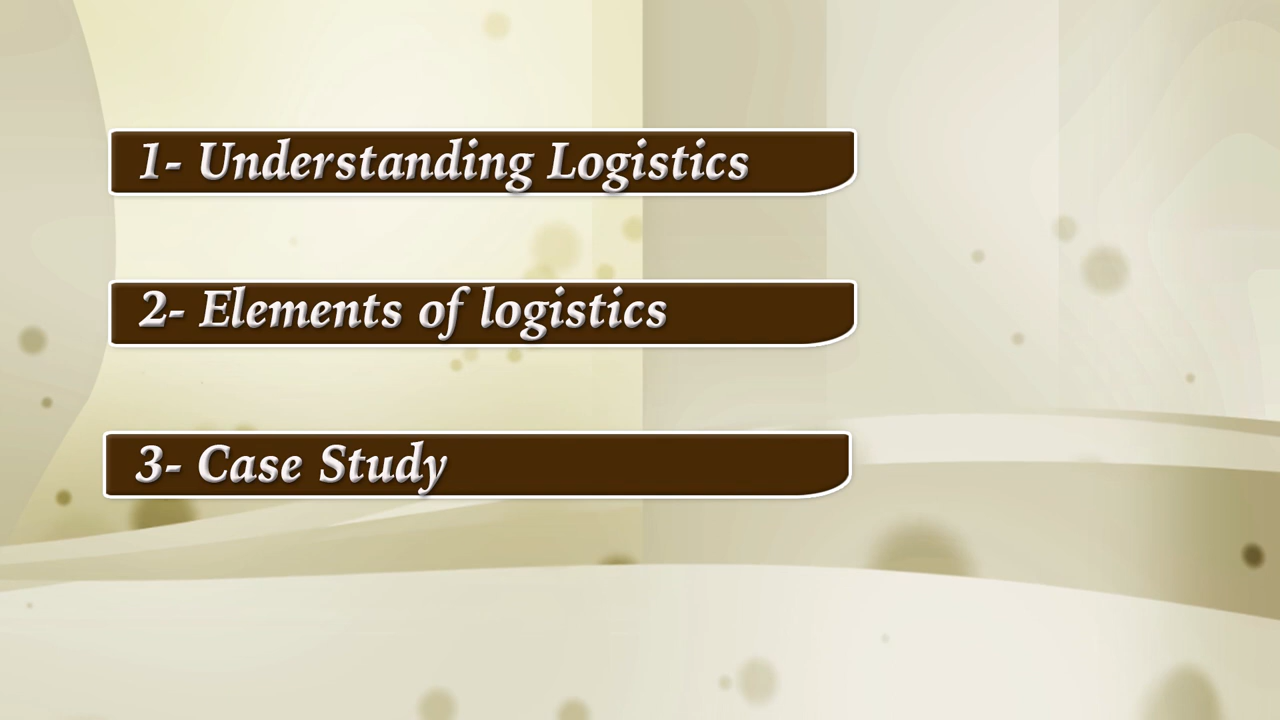 1- Understanding Logistics
2- Elements of logistics
3- Case Study